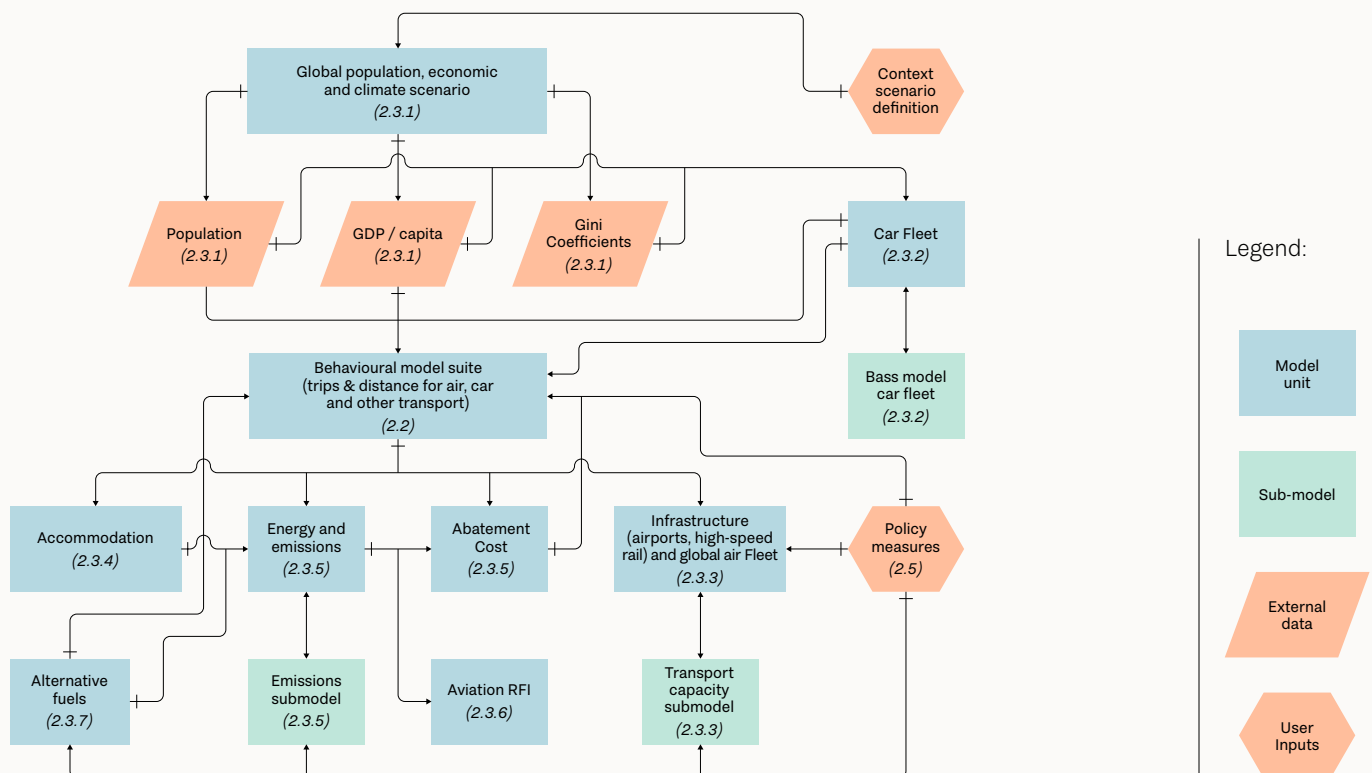 Global population, economic
and climate scenario
(2.3.1)
Context
scenario
definition
Population
(2.3.1)
GDP / capita
(2.3.1)
Gini
Coefficients
(2.3.1)
Car Fleet
(2.3.2)
Legend:
Behavioural model suite
(trips & distance for air, car
and other transport)
(2.2)
Bass model
car fleet
(2.3.2)
Model
unit
Sub-model
Accommodation
(2.3.4)
Energy and
emissions
(2.3.5)
Abatement
Cost
(2.3.5)
Infrastructure
(airports, high-speed
rail) and global air Fleet
(2.3.3)
Policy
measures
(2.5)
External
data
Alternative
fuels
(2.3.7)
Emissions
submodel
(2.3.5)
Aviation RFI
(2.3.6)
Transport
capacity
submodel
(2.3.3)
User
Inputs